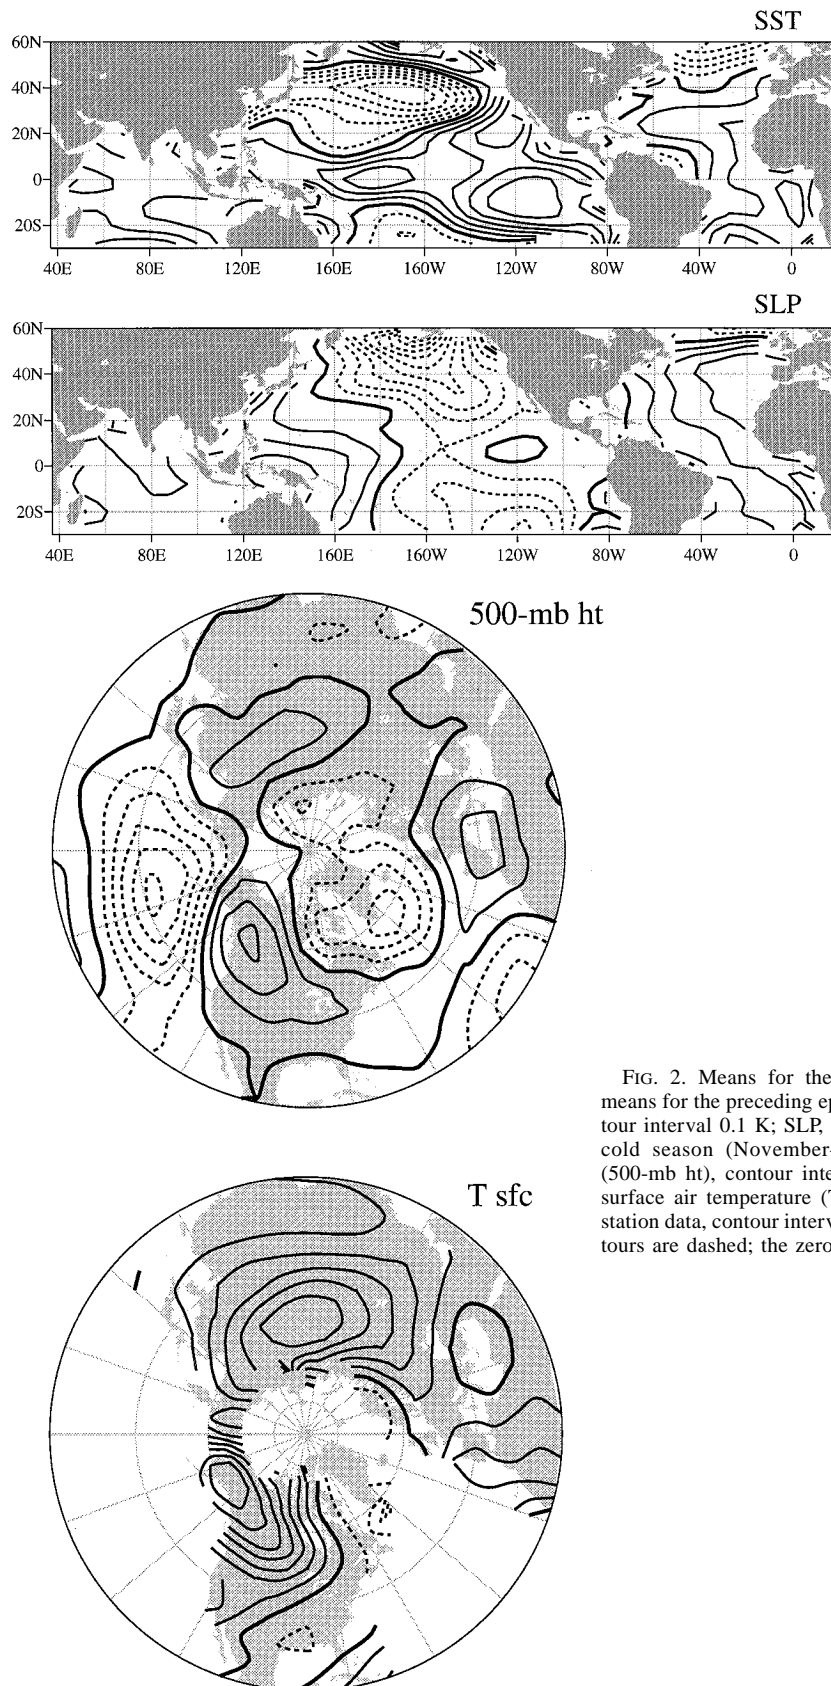 SST
60N
40N
20N
0
20S
40E 80E 120E 160E 160W 120W 80W 40W 0
SLP
60N
40N
20N
0
20S
40E 80E 120E 160E 160W 120W 80W 40W 0
500-mb ht
FIG. 2. Means for the
means for the preceding ep
tour interval 0.1 K; SLP,
cold season (November-
(500-mb ht), contour inte
surface air temperature (T
station data, contour interv
tours are dashed; the zero
T sfc